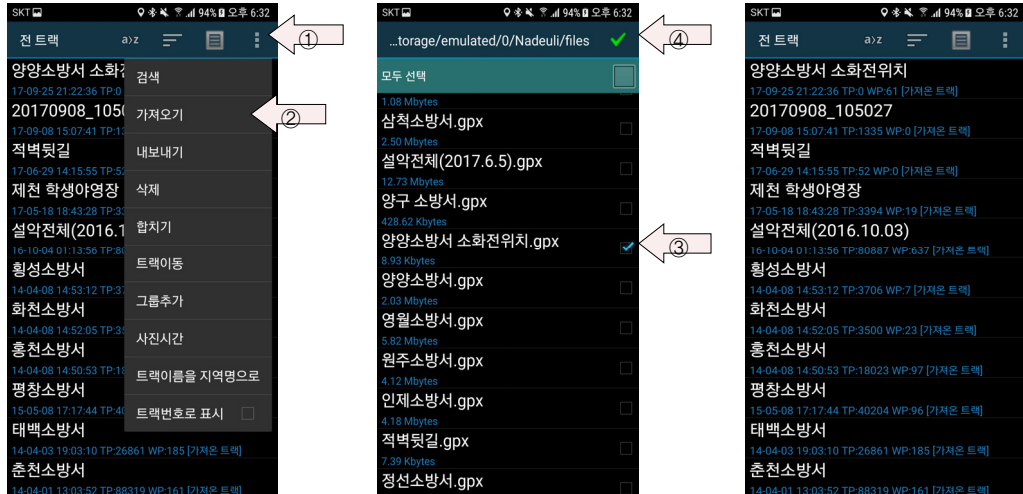 SKT 94% 오후 6:32
전 트랙 a›z
양양소방서 소화전
17-09-25 21:22:36 TP:0
20170908_1050
17-09-08 15:07:41 TP:13
적벽뒷길
17-06-29 14:15:55 TP:52
제천 학생야영장
17-05-18 18:43:28 TP:33
설악전체(2016.1
16-10-04 01:13:56 TP:80
횡성소방서
14-04-08 14:53:12 TP:37
화천소방서
14-04-08 14:52:05 TP:35
홍천소방서
14-04-08 14:50:53 TP:18
평창소방서
15-05-08 17:17:44 TP:40
태백소방서
14-04-03 19:03:10 TP:26861 WP:185 [가져온 트랙]
춘천소방서
14-04-01 13:03:52 TP:88319 WP:161 [가져온 트랙]
검색
가져오기
내보내기
삭제
합치기
트랙이동
그룹추가
사진시간
트랙이름을 지역명으로
트랙번호로 표시
①
②
SKT 94% 오후 6:32
...torage/emulated/0/Nadeuli/files
④
모두 선택
1.08 Mbytes
삼척소방서.gpx
2.50 Mbytes
설악전체(2017.6.5).gpx
12.73 Mbytes
양구 소방서.gpx
428.62 Kbytes
양양소방서 소화전위치.gpx
③
8.93 Kbytes
양양소방서.gpx
2.03 Mbytes
영월소방서.gpx
5.82 Mbytes
원주소방서.gpx
4.12 Mbytes
인제소방서.gpx
4.18 Mbytes
적벽뒷길.gpx
7.39 Kbytes
정선소방서.gpx
SKT 94% 오후 6:32
전 트랙 a›z
양양소방서 소화전위치
17-09-25 21:22:36 TP:0 WP:61 [가져온 트랙]
20170908_105027
17-09-08 15:07:41 TP:1335 WP:0 [가져온 트랙]
적벽뒷길
17-06-29 14:15:55 TP:52 WP:0 [가져온 트랙]
제천 학생야영장
17-05-18 18:43:28 TP:3394 WP:19 [가져온 트랙]
설악전체(2016.10.03)
16-10-04 01:13:56 TP:80887 WP:637 [가져온 트랙]
횡성소방서
14-04-08 14:53:12 TP:3706 WP:7 [가져온 트랙]
화천소방서
14-04-08 14:52:05 TP:3500 WP:23 [가져온 트랙]
홍천소방서
14-04-08 14:50:53 TP:18023 WP:97 [가져온 트랙]
평창소방서
15-05-08 17:17:44 TP:40204 WP:96 [가져온 트랙]
태백소방서
14-04-03 19:03:10 TP:26861 WP:185 [가져온 트랙]
춘천소방서
14-04-01 13:03:52 TP:88319 WP:161 [가져온 트랙]